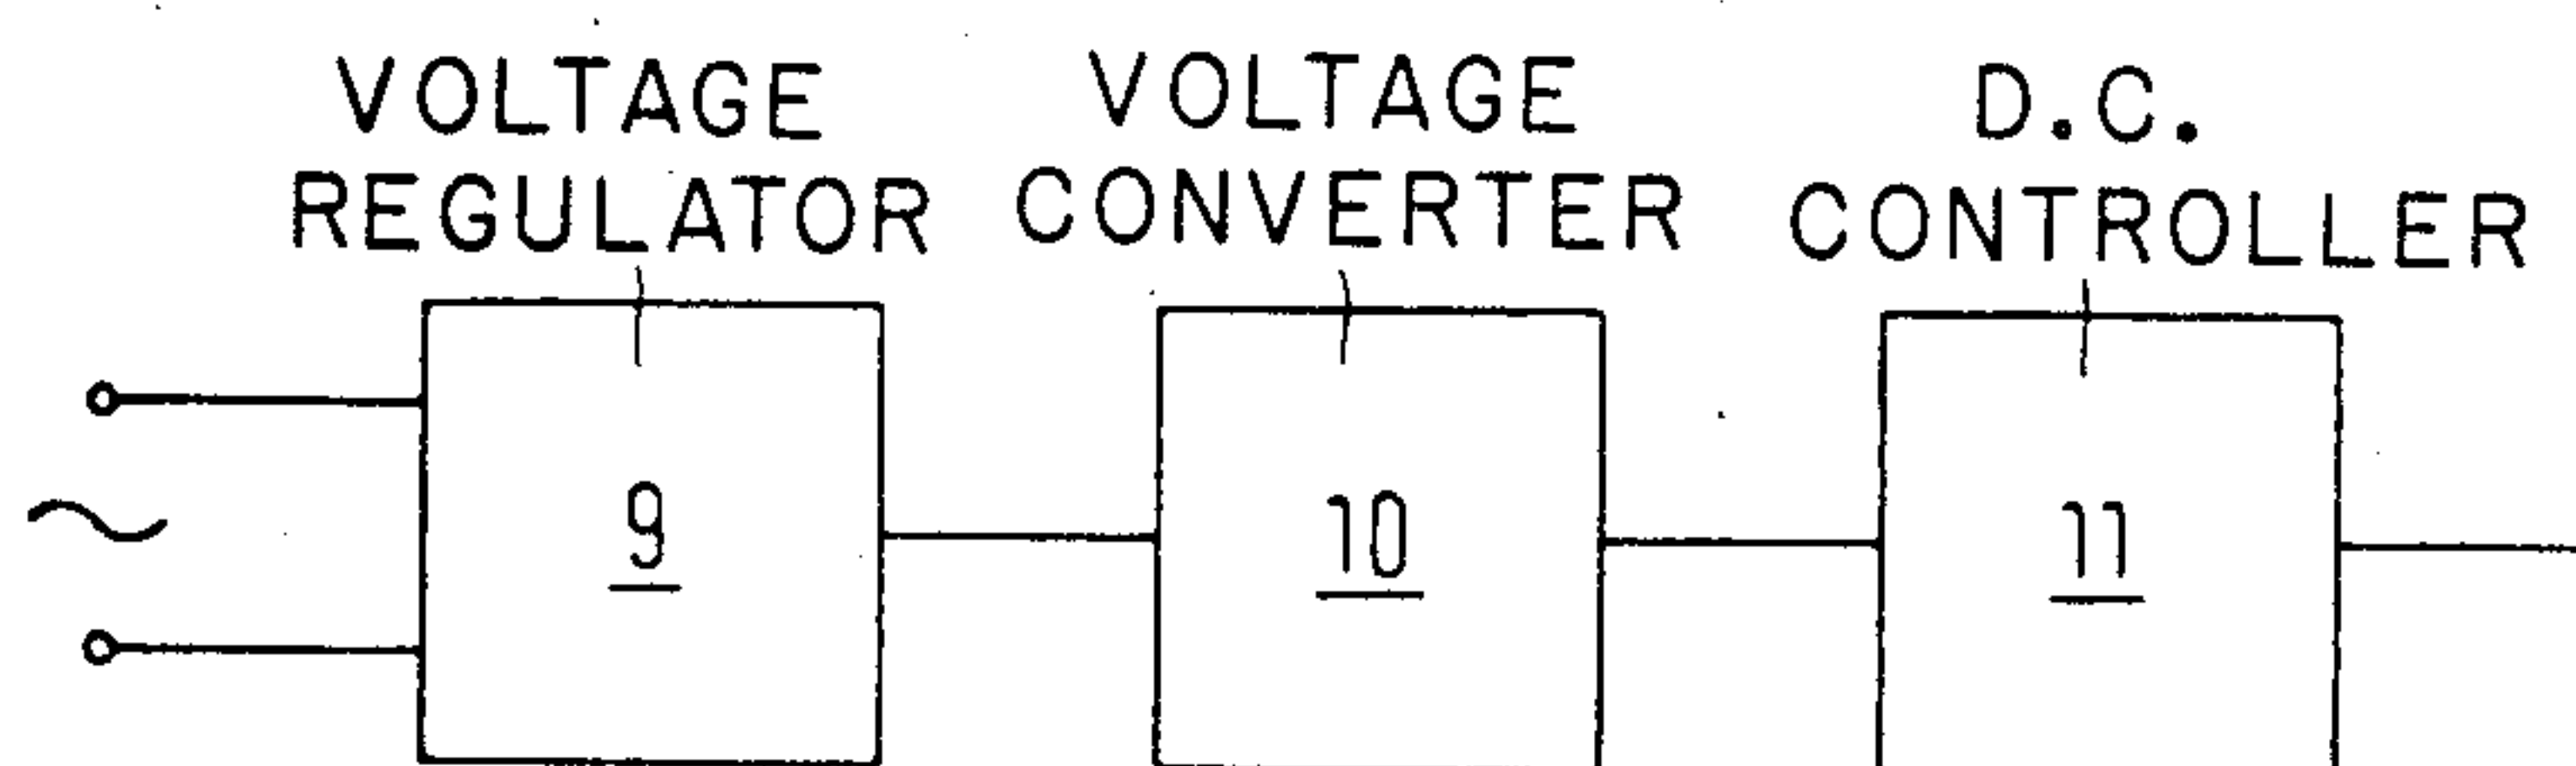 VOLTAGE
REGULATOR
VOLTAGE
CONVERTER
D.C.
CONTROLLER
9
10
11